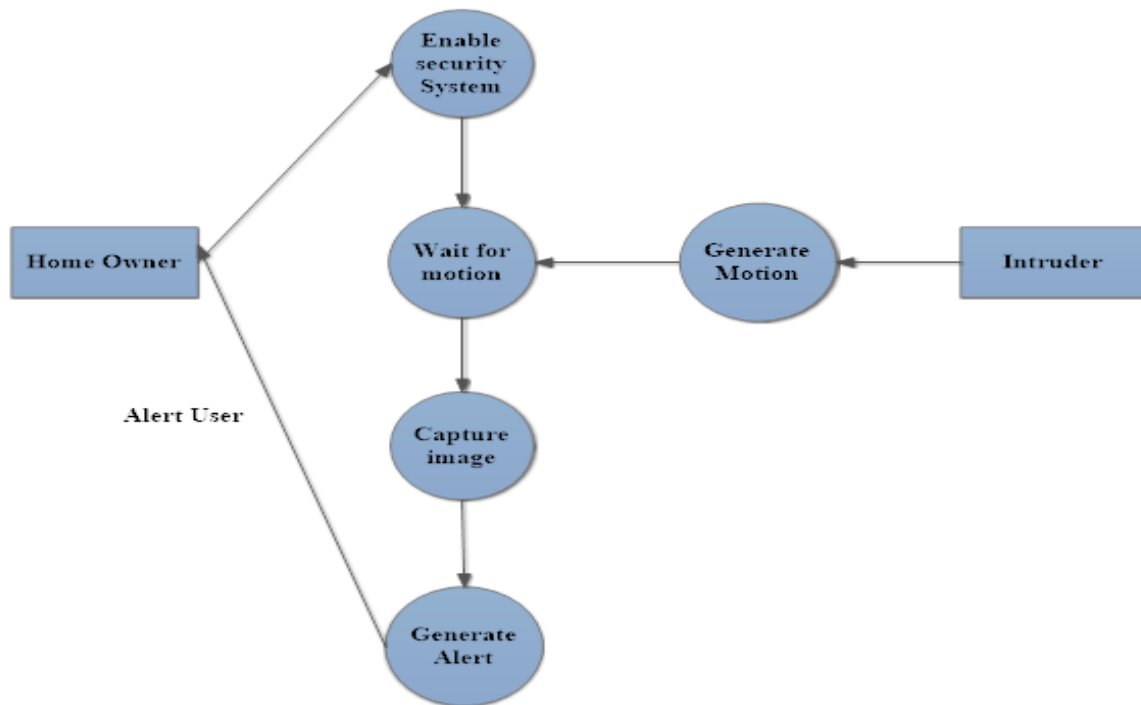 Enable
security
System
Home Owner
Wait for
motion
Generate
Motion
Intruder
Alert User
Capture
image
Generate
Alert